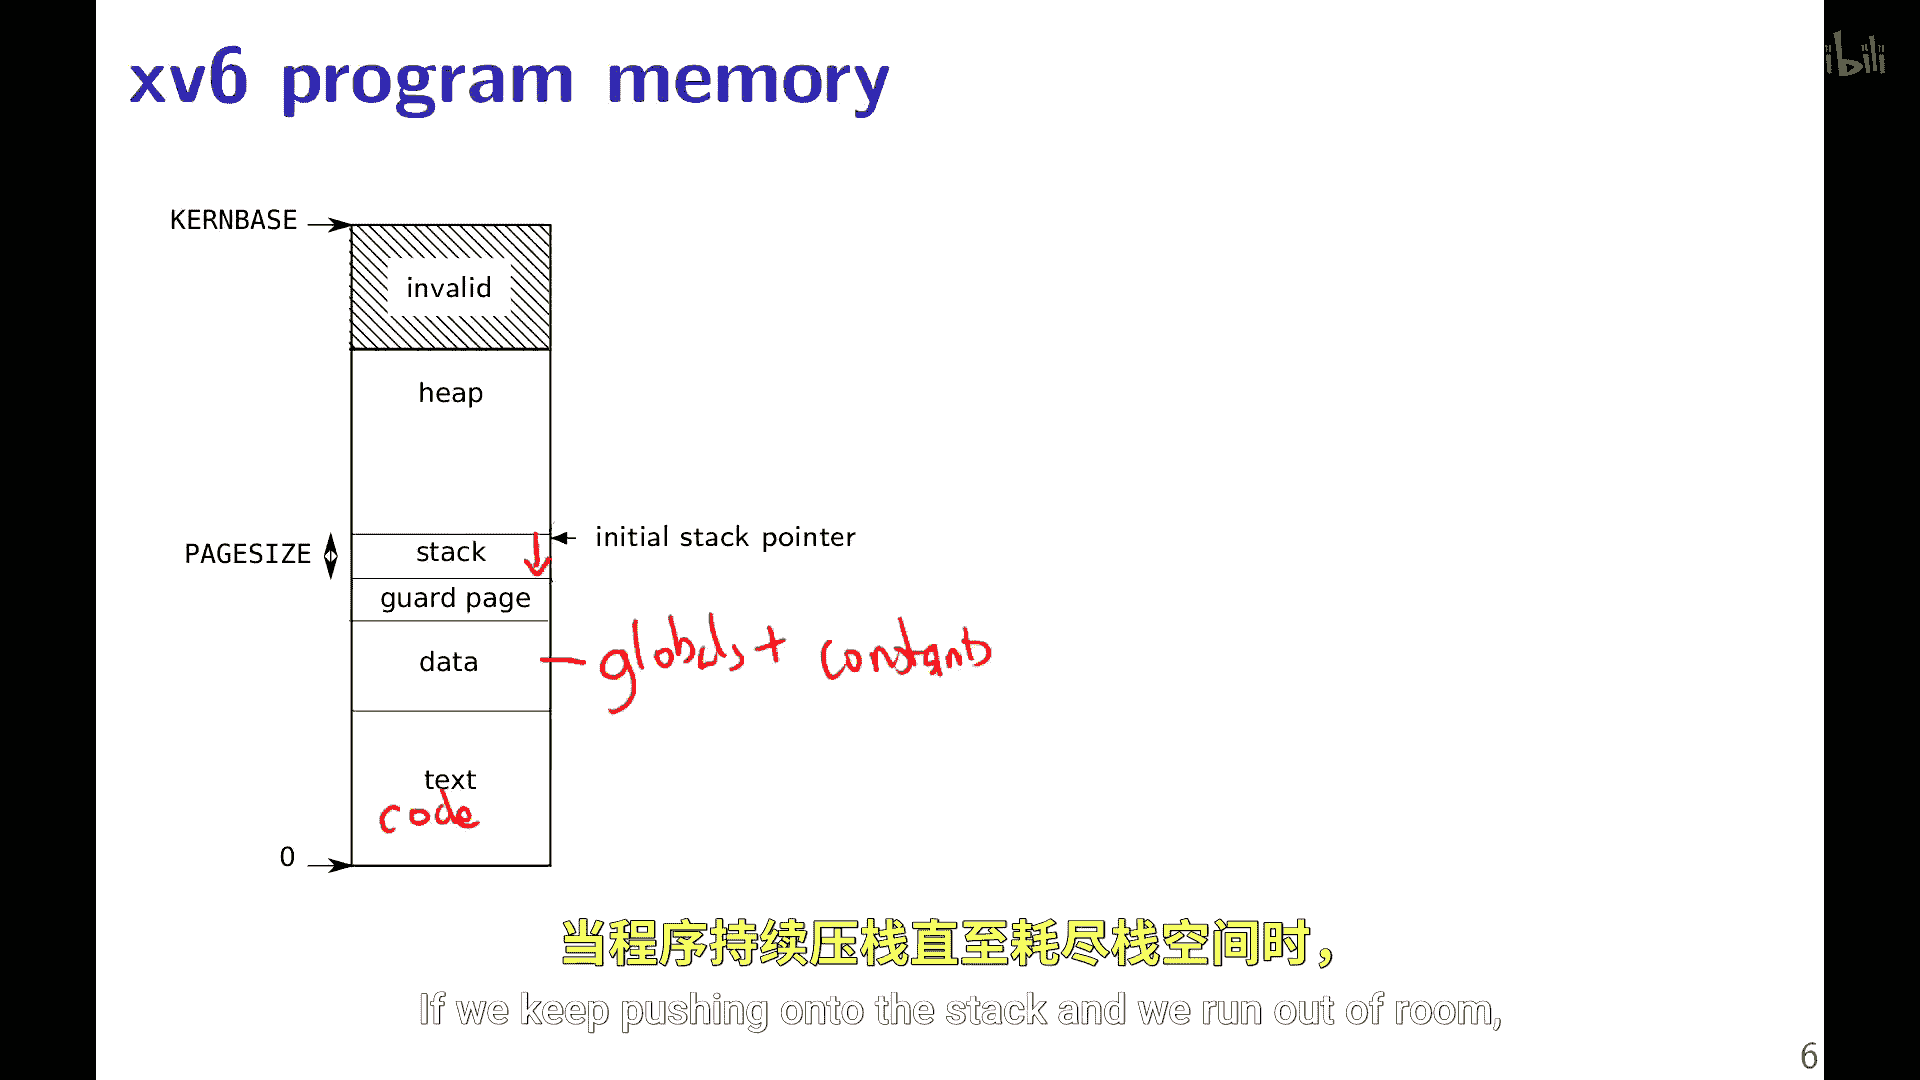 xv6 program memory
bili
KERNBASE
invalid
heap
initial stack pointer
PAGESIZE
stack
guard page
data
globals + constants
text
code
0
当程序持续压栈直至耗尽栈空间时，
If we keep pushing onto the stack and we run out of room,
6